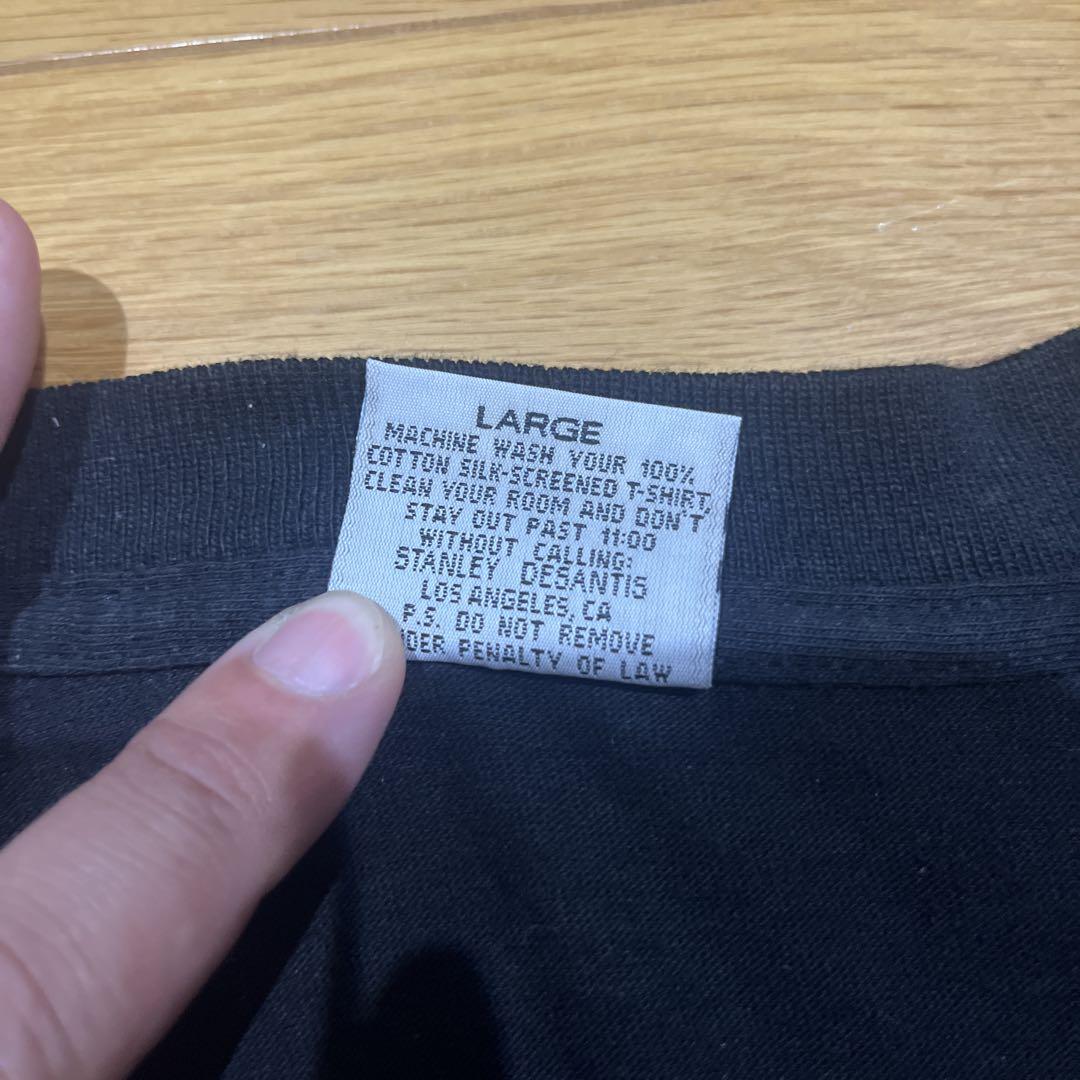 LARGE
MACHINE WASH YOUR 100%
COTTON SILK-SCREENED T-SHIRT,
CLEAN YOUR ROOM AND DON'T
STAY OUT PAST 11:00
WITHOUT CALLING:
STANLEY DESANTIS
LOS ANGELES, CA
P.S. DO NOT REMOVE
PENALTY OF LAW